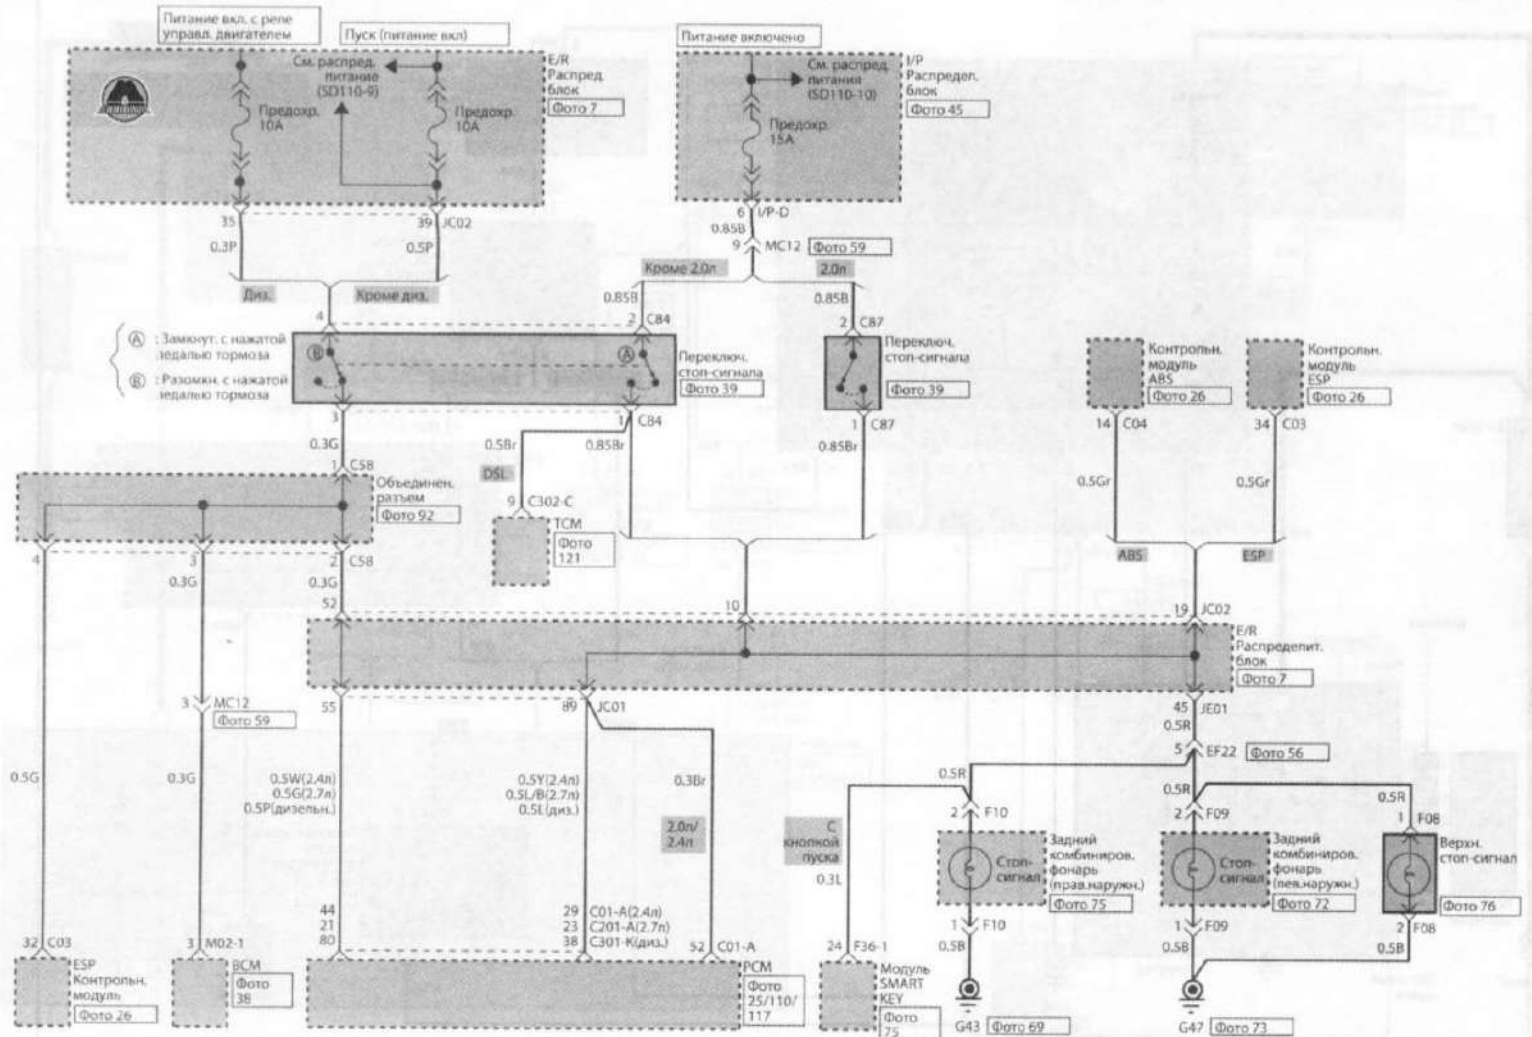 Питание вкл. с реле
управл. двигателем
Пуск (питание вкл)
Питание включено
См. распред.
питание
(SD110-9)
Предохр.
10А
Предохр.
10А
E/R
Распред.
блок
Фото 7
См. распред.
питания
(SD110-10)
Предохр.
15А
I/P
Распредел.
блок
Фото 45
35
39 JC02
0.3P
0.5P
Диз.
Кроме диз.
6 I/P-D
0.85B
9 MC12 Фото 59
Кроме 2.0л
2.0л
0.85B
0.85B
4
2 C84
2 C87
A : Замкнут. с нажатой
педалью тормоза
B : Разомкн. с нажатой
педалью тормоза
B
A
Переключ.
стоп-сигнала
Фото 39
Переключ.
стоп-сигнала
Фото 39
Контрольн.
модуль
ABS
Фото 26
Контрольн.
модуль
ESP
Фото 26
3
1 C84
1 C87
14 C04
34 C03
0.3G
0.5Br
0.85Br
0.85Br
0.5Gr
0.5Gr
1 C58
DSL
9 C302-C
Объединен.
разъем
Фото 92
TCM
Фото
121
ABS
ESP
4
3
2 C58
0.3G
0.3G
52
10
19 JC02
E/R
Распределит.
блок
Фото 7
55
89 JC01
45 JE01
0.5R
3 MC12
Фото 59
5 EF22 Фото 56
0.5G
0.3G
0.5W(2.4л)
0.5G(2.7л)
0.5P(дизельн.)
0.5Y(2.4л)
0.5L/B(2.7л)
0.5L(диз.)
0.3Br
0.5R
0.5R
0.5R
2.0л/
2.4л
С
кнопкой
пуска
0.3L
2 F10
2 F09
1 F08
Стоп-
сигнал
Задний
комбиниров.
фонарь
(прав.наружн.)
Фото 75
Стоп-
сигнал
Задний
комбиниров.
фонарь
(лев.наружн.)
Фото 72
Верхн.
стоп-сигнал
Фото 76
44
21
80
29 C01-A(2.4л)
23 C201-A(2.7л)
38 C301-K(диз.)
52 C01-A
24 F36-1
1 F10
1 F09
2 F08
0.5B
0.5B
0.5B
32 C03
3 M02-1
ESP
Контрольн.
модуль
Фото 26
BCM
Фото
38
PCM
Фото
25/110/
117
Модуль
SMART
KEY
Фото
75
G43 Фото 69
G47 Фото 73